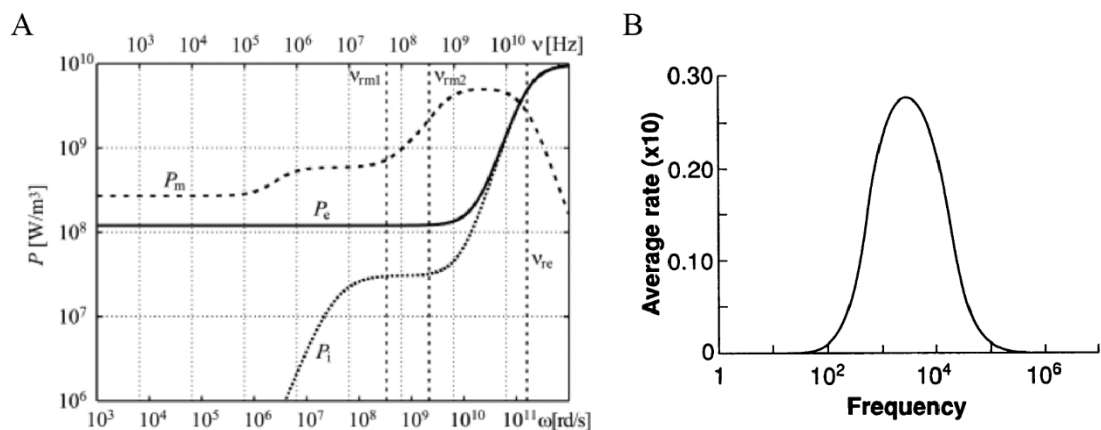 A
10³ 10⁴ 10⁵ 10⁶ 10⁷ 10⁸ 10⁹ 10¹⁰ ν [Hz]
10¹⁰
ν_rm1 ν_rm2
10⁹
P_m
P_e
10⁸
P [W/m³]
ν_re
10⁷
P_i
10⁶
10³ 10⁴ 10⁵ 10⁶ 10⁷ 10⁸ 10⁹ 10¹⁰ 10¹¹ ω[rd/s]
B
0.30
0.20
Average rate (x10)
0.10
0
1 10² 10⁴ 10⁶
Frequency